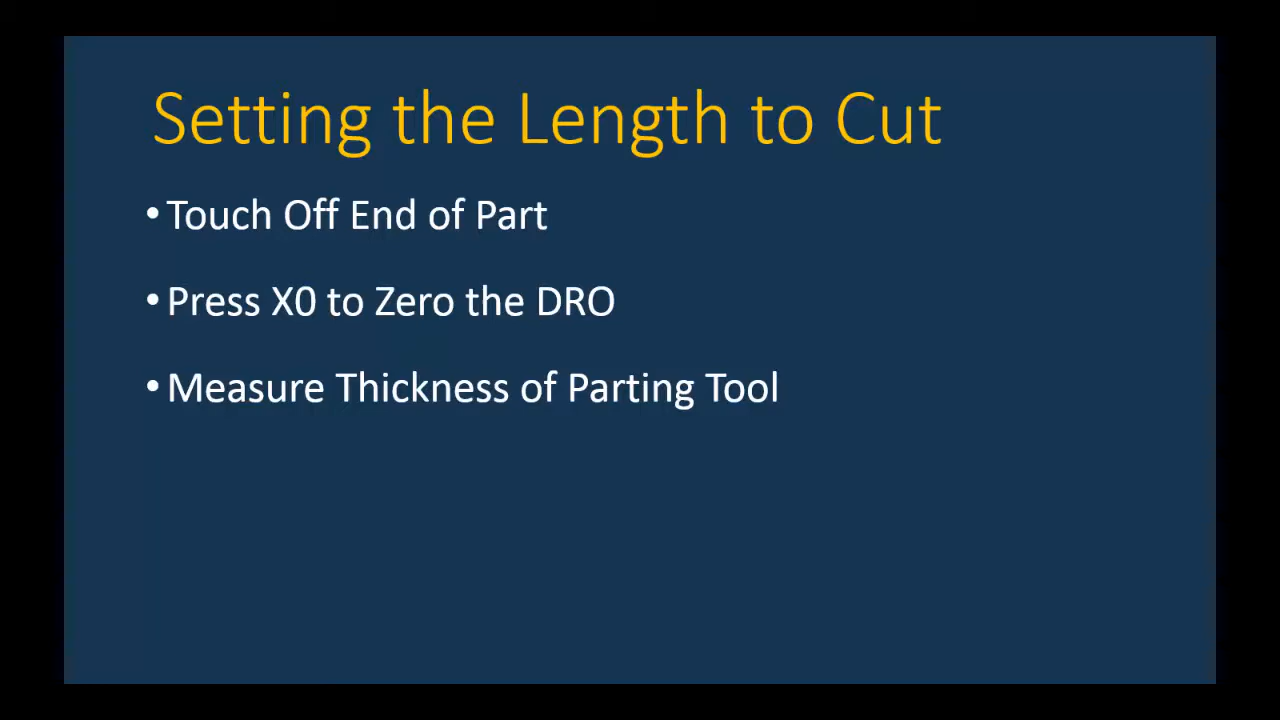 Setting the Length to Cut
• Touch Off End of Part
• Press X0 to Zero the DRO
• Measure Thickness of Parting Tool